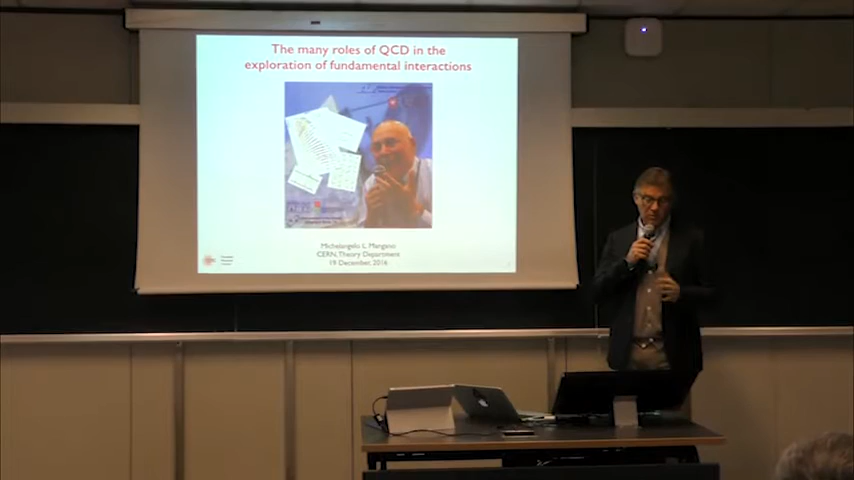 The many roles of QCD in the
exploration of fundamental interactions
Michelangelo L. Mangano
CERN, Theory Department
19 December, 2016